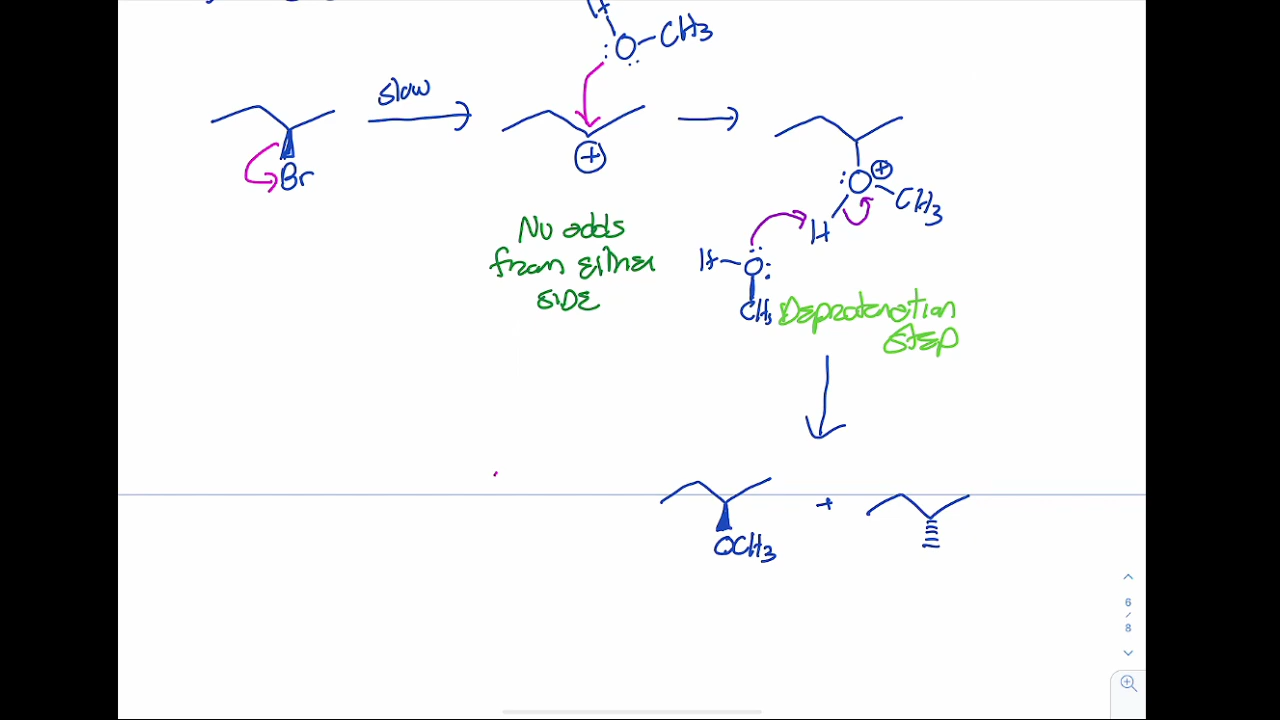 H
:O-CH3
slow
Br
+
+
:O
CH3
H
Nu adds
from either
side
H-O:
CH3
Deprotonation
step
OCH3
+
6
/
8